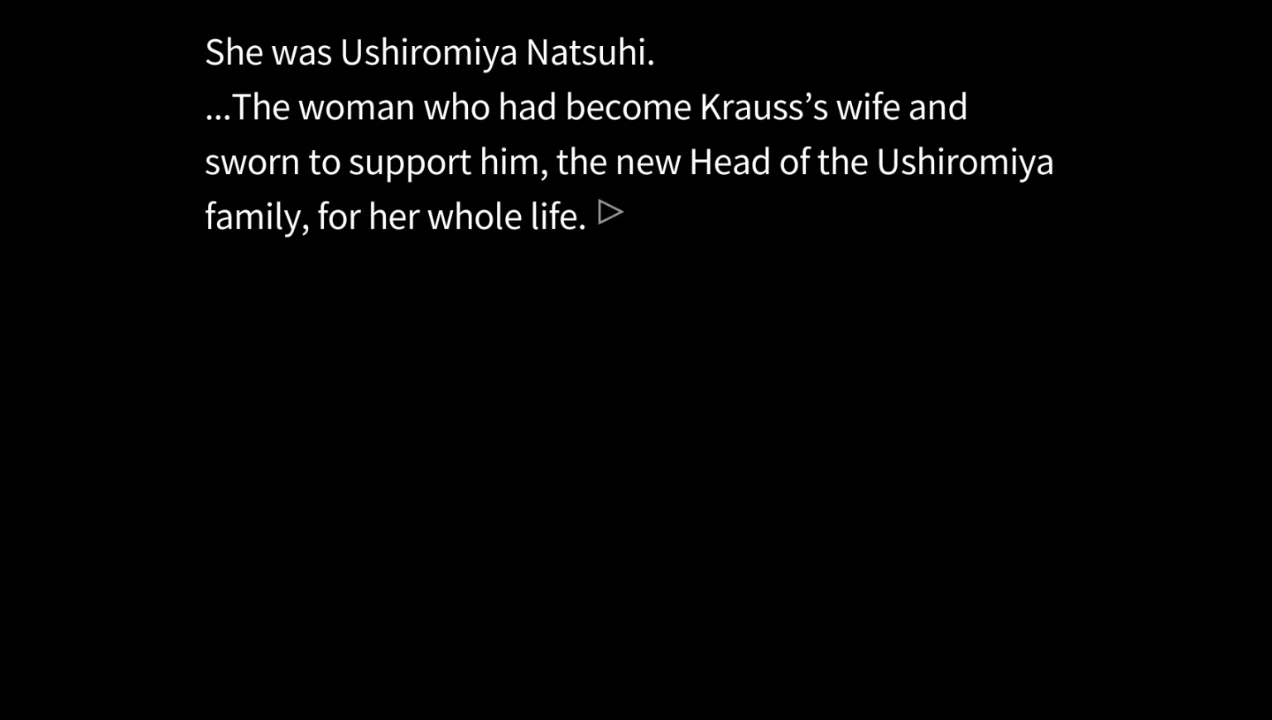 She was Ushiromiya Natsuhi.
...The woman who had become Krauss’s wife and
sworn to support him, the new Head of the Ushiromiya
family, for her whole life.